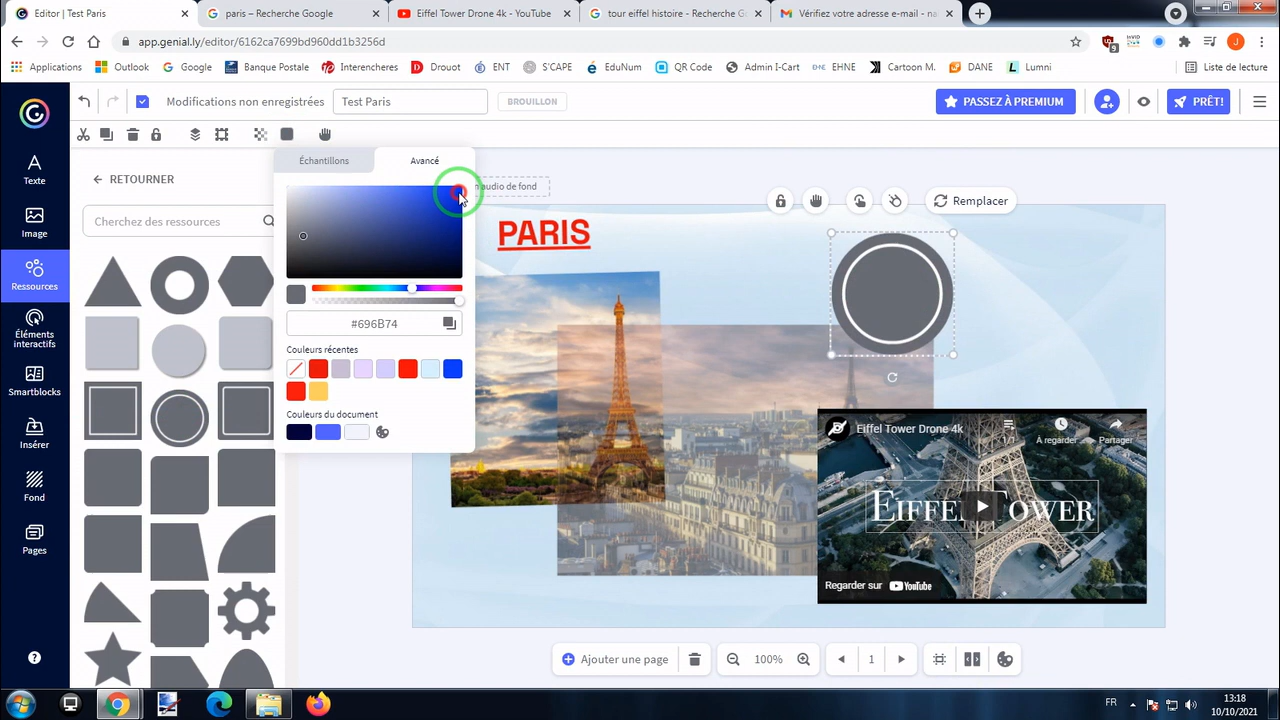 Editor | Test Paris
paris – Recherche Google
Eiffel Tower Drone 4k - YouTube
tour eiffel histoire - Recherche G
Vérifiez votre adresse e-mail - na
app.genial.ly/editor/6162ca7699bd960dd1b3256d
9
J
Applications
Outlook
Google
Banque Postale
Interencheres
Drouot
ENT
S'CAPE
EduNum
QR Code
Admin I-Cart
EHNE
Cartoon M.
DANE
Lumni
Liste de lecture
Modifications non enregistrées
Test Paris
BROUILLON
PASSEZ À PREMIUM
PRÊT!
Texte
Image
Ressources
Éléments
interactifs
Smartblocks
Insérer
Fond
Pages
RETOURNER
Cherchez des ressources
Échantillons
Avancé
#696B74
Couleurs récentes
Couleurs du document
audio de fond
Remplacer
PARIS
Eiffel Tower Drone 4k
1/1
À regarder ...
Partager
EIFFEL TOWER
Regarder sur
YouTube
Ajouter une page
100%
1
FR
13:18
10/10/2021